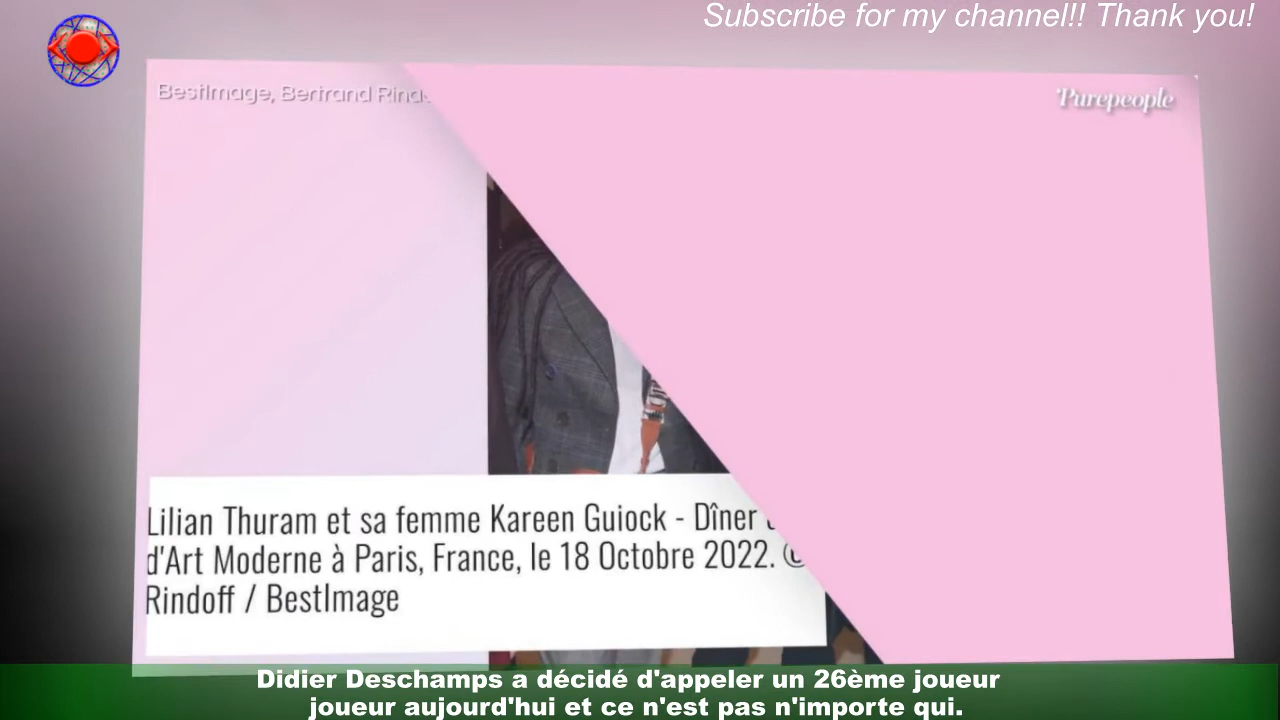 Subscribe for my channel!! Thank you!
BestImage, Bertrand
Purepeople
Lilian Thuram et sa femme Kareen Guiock - Dîner
d'Art Moderne à Paris, France, le 18 Octobre 2022. ©
Rindoff / BestImage
Didier Deschamps a décidé d'appeler un 26ème joueur
joueur aujourd'hui et ce n'est pas n'importe qui.